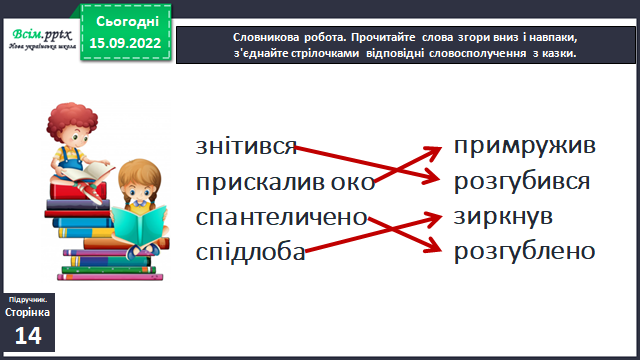 Всім.pptx
Нова українська школа
Сьогодні
15.09.2022
Словникова робота. Прочитайте слова згори вниз і навпаки,
з'єднайте стрілочками відповідні словосполучення з казки.
знітився
прискалив око
спантеличено
спідлоба
примружив
розгубився
зиркнув
розгублено
Підручник.
Сторінка
14